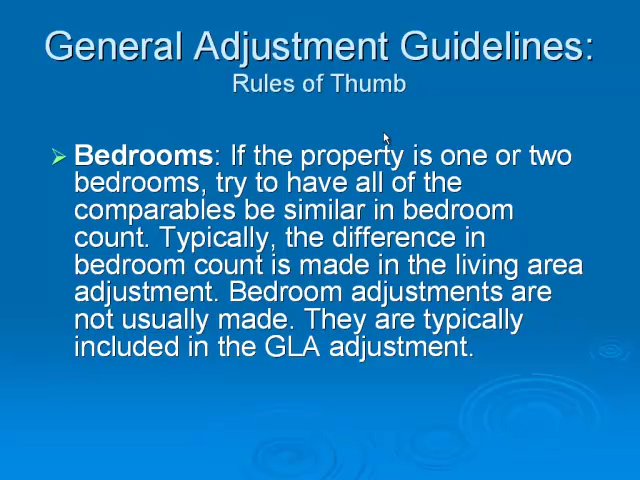 General Adjustment Guidelines:
Rules of Thumb
Bedrooms: If the property is one or two
bedrooms, try to have all of the
comparables be similar in bedroom
count. Typically, the difference in
bedroom count is made in the living area
adjustment. Bedroom adjustments are
not usually made. They are typically
included in the GLA adjustment.